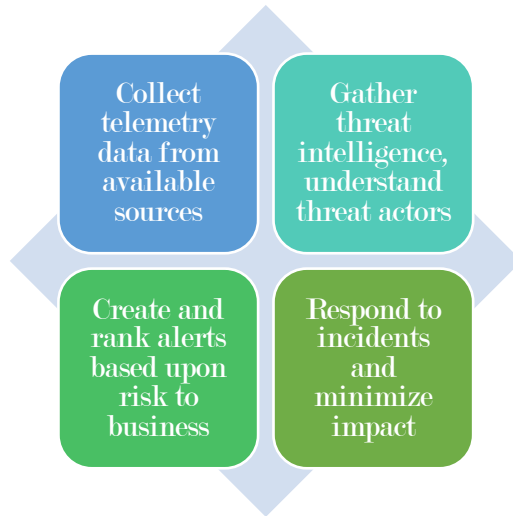 Collect
telemetry
data from
available
sources
Gather
threat
intelligence,
understand
threat actors
Create and
rank alerts
based upon
risk to
business
Respond to
incidents
and
minimize
impact